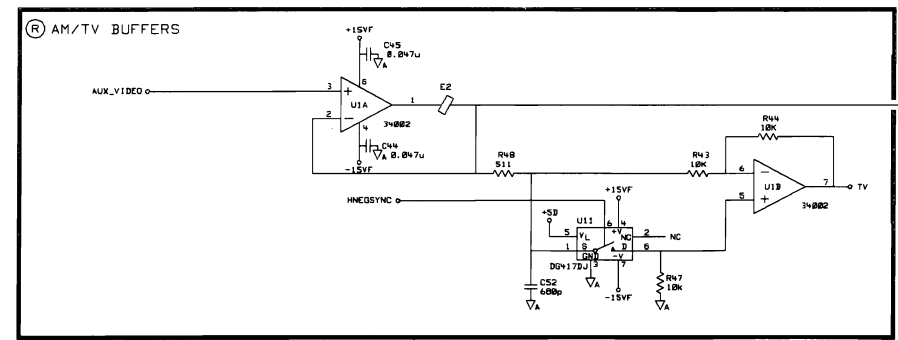 R AM/TV BUFFERS
+15VF
C45
0.047u
A
6
AUX_VIDEO
3
+
U1A
1
E2
2
-
34002
4
C44
0.047u
A
-15VF
R48
511
R43
10K
R44
10K
6
-
U1B
7
TV
5
+
34002
HNEGSYNC
+5D
+15VF
U11
6
4
5
VL
+V
NC
2
NC
1
S
D
8
GND
-V
DG417DJ
3
7
A
-15VF
C52
680p
A
R47
10k
A